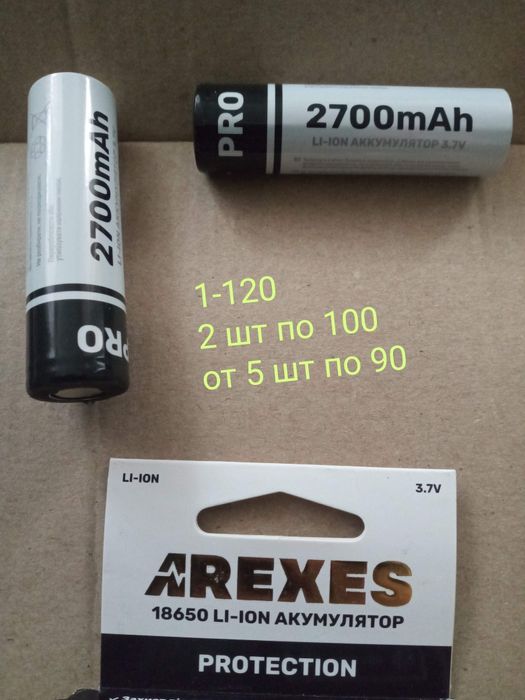 PRO
2700mAh
LI-ION АККУМУЛЯТОР 3.7V
2700mAh
PRO
1-120
2 шт по 100
от 5 шт по 90
LI-ION
3.7V
AREXES
18650 LI-ION АКУМУЛЯТОР
PROTECTION